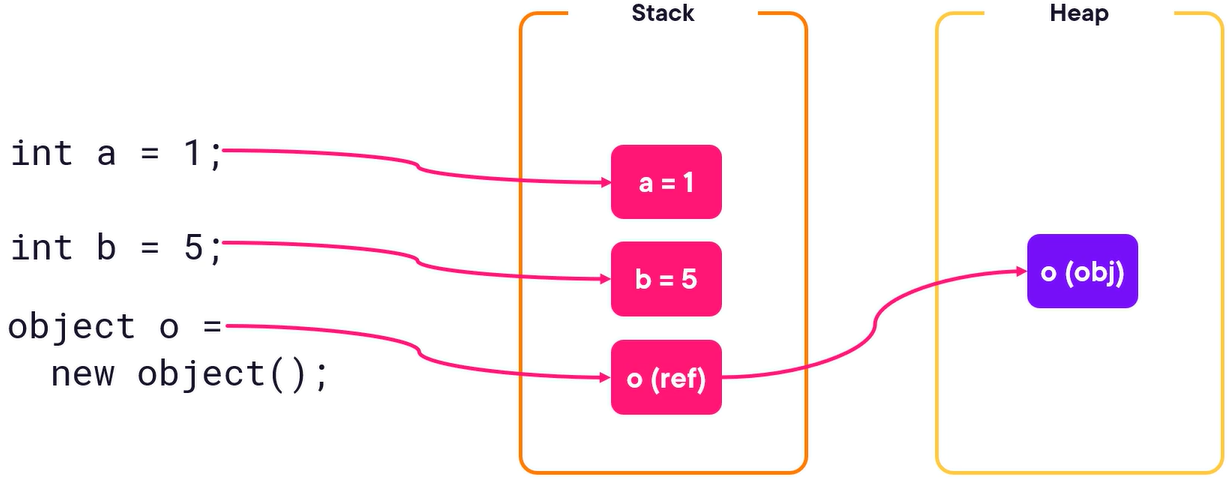 Stack
Heap
int a = 1;
a = 1
int b = 5;
b = 5
o (obj)
object o =
new object();
o (ref)